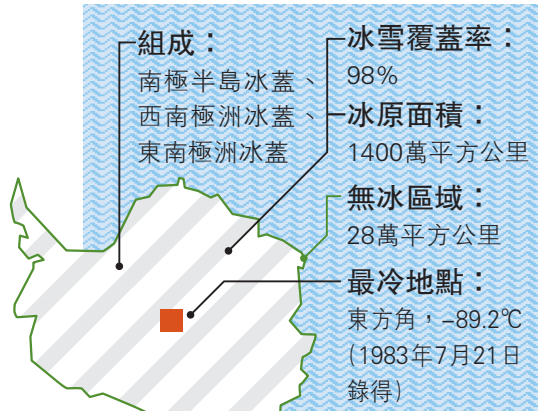 組成：
南極半島冰蓋、
西南極洲冰蓋、
東南極洲冰蓋
冰雪覆蓋率：
98%
冰原面積：
1400萬平方公里
無冰區域：
28萬平方公里
最冷地點：
東方角，–89.2℃
(1983年7月21日
錄得)